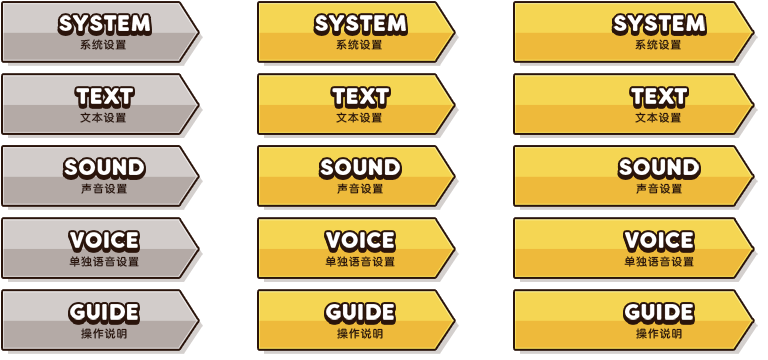 SYSTEM
系统设置
SYSTEM
系统设置
SYSTEM
系统设置
TEXT
文本设置
TEXT
文本设置
TEXT
文本设置
SOUND
声音设置
SOUND
声音设置
SOUND
声音设置
VOICE
单独语音设置
VOICE
单独语音设置
VOICE
单独语音设置
GUIDE
操作说明
GUIDE
操作说明
GUIDE
操作说明